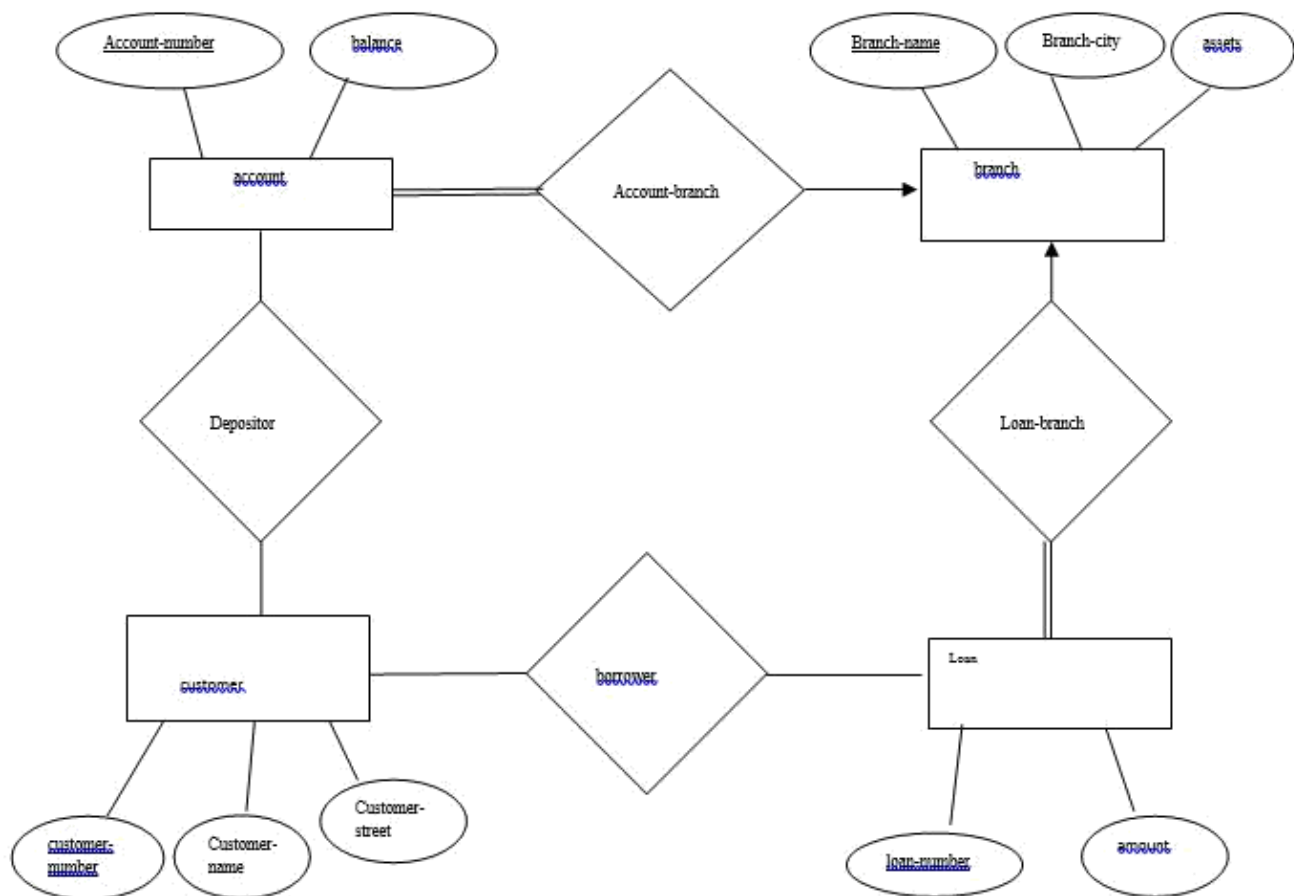 Account-number
balance
Branch-name
Branch-city
assets
account
branch
Account-branch
Depositor
Loan-branch
customer
borrower
Loan
customer-
number
Customer-
name
Customer-
street
loan-number
amount